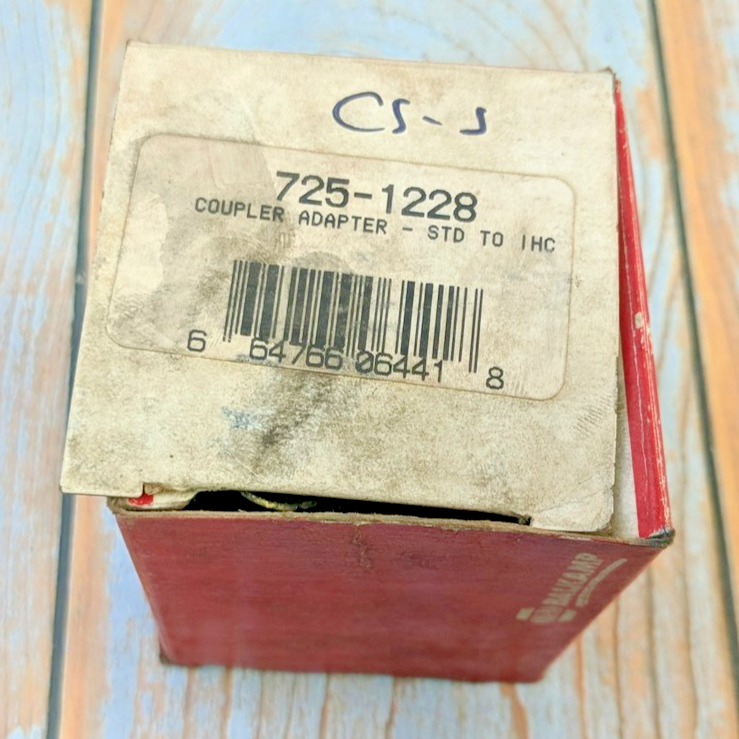 CS-S
725-1228
COUPLER ADAPTER - STD TO IHC
6 64766 06441 8
BALKAMP